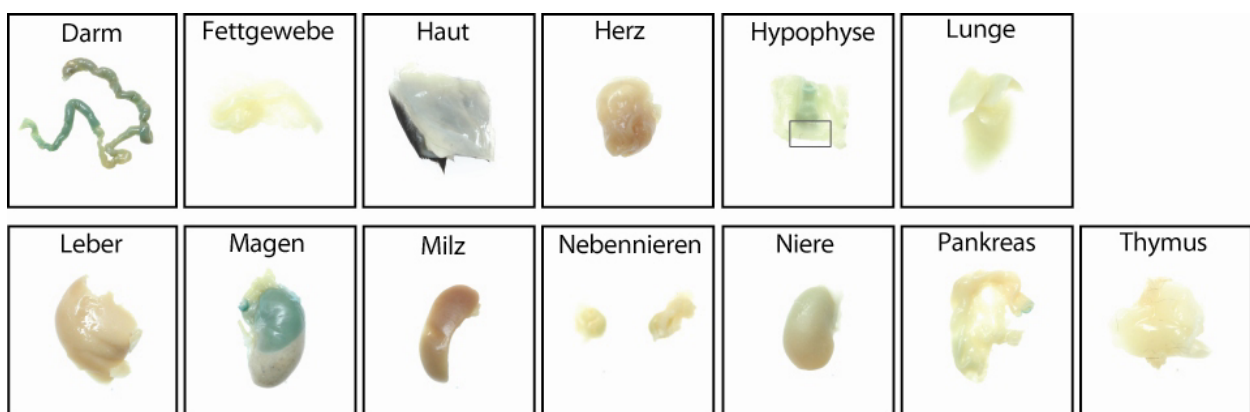 Darm
Fettgewebe
Haut
Herz
Hypophyse
Lunge
Leber
Magen
Milz
Nebennieren
Niere
Pankreas
Thymus